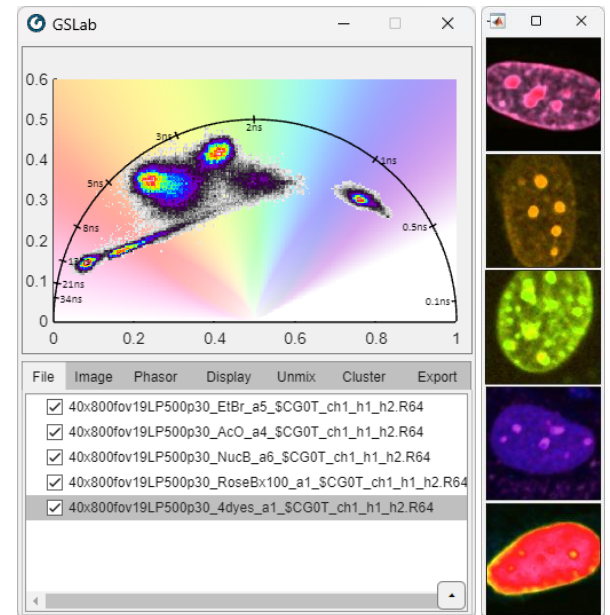 GSLab
0.6
0.5
0.4
0.3
0.2
0.1
0
0
0.2
0.4
0.6
0.8
1
34ns
21ns
8ns
5ns
3ns
2ns
1ns
0.5ns
0.1ns
File Image Phasor Display Unmix Cluster Export
40x800fov19LP500p30_EtBr_a5_$CG0T_ch1_h1_h2.R64
40x800fov19LP500p30_AcO_a4_$CG0T_ch1_h1_h2.R64
40x800fov19LP500p30_NucB_a6_$CG0T_ch1_h1_h2.R64
40x800fov19LP500p30_RoseBx100_a1_$CG0T_ch1_h1_h2.R64
40x800fov19LP500p30_4dyes_a1_$CG0T_ch1_h1_h2.R64